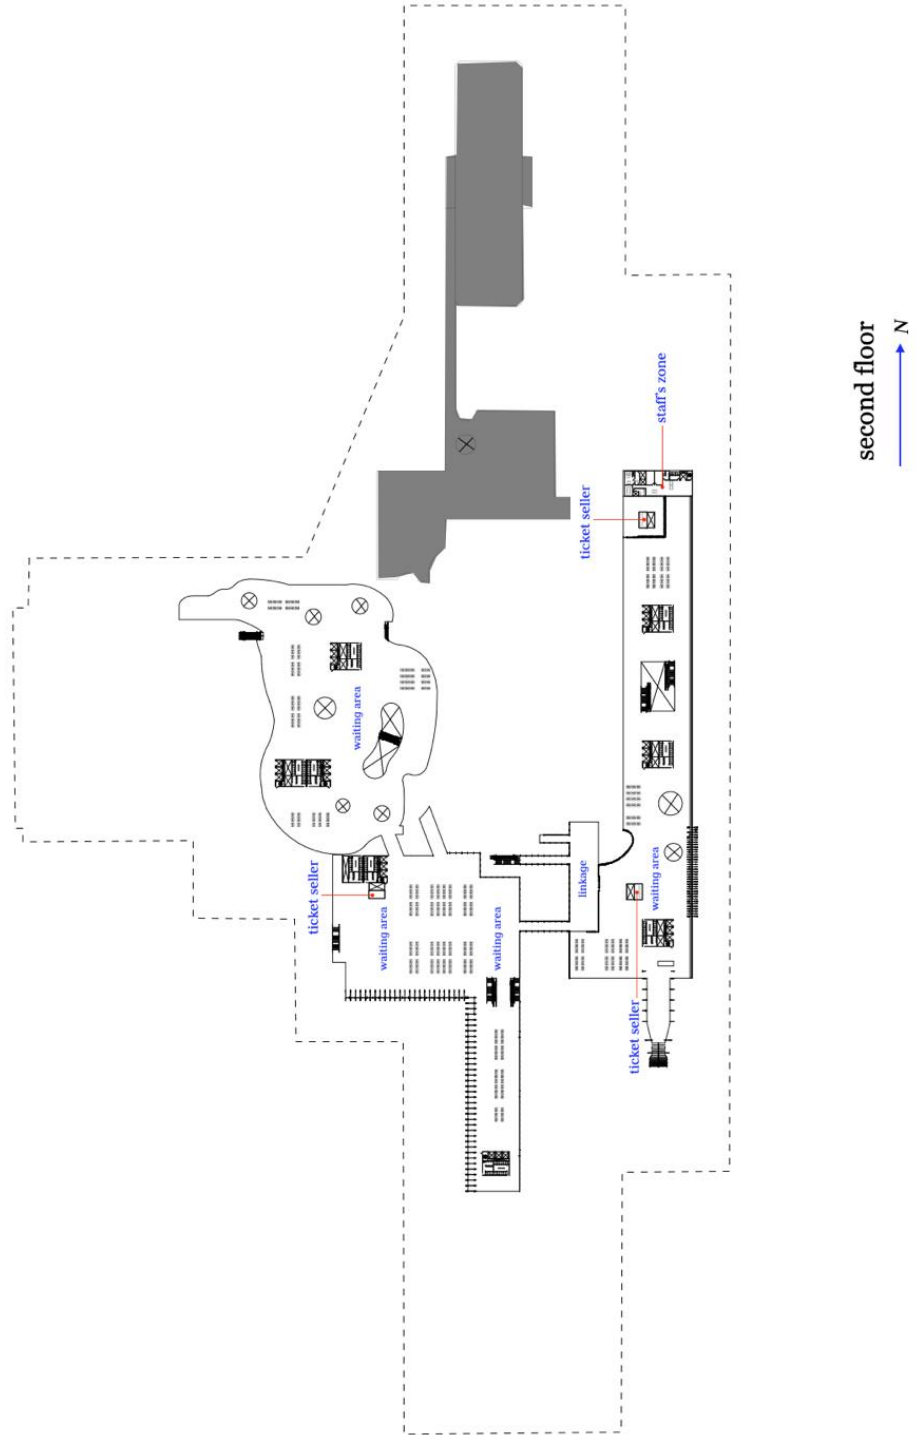 second floor
N
staff's zone
ticket seller
waiting area
ticket seller
waiting area
waiting area
linkage
waiting area
ticket seller